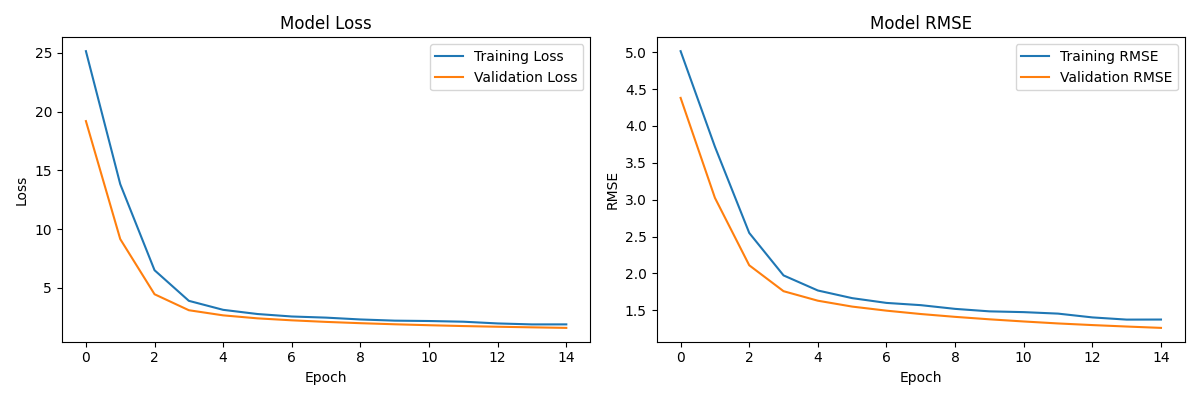 Model Loss
25
20
15
10
5
Loss
0 2 4 6 8 10 12 14
Epoch
Training Loss
Validation Loss
Model RMSE
5.0
4.5
4.0
3.5
3.0
2.5
2.0
1.5
RMSE
0 2 4 6 8 10 12 14
Epoch
Training RMSE
Validation RMSE